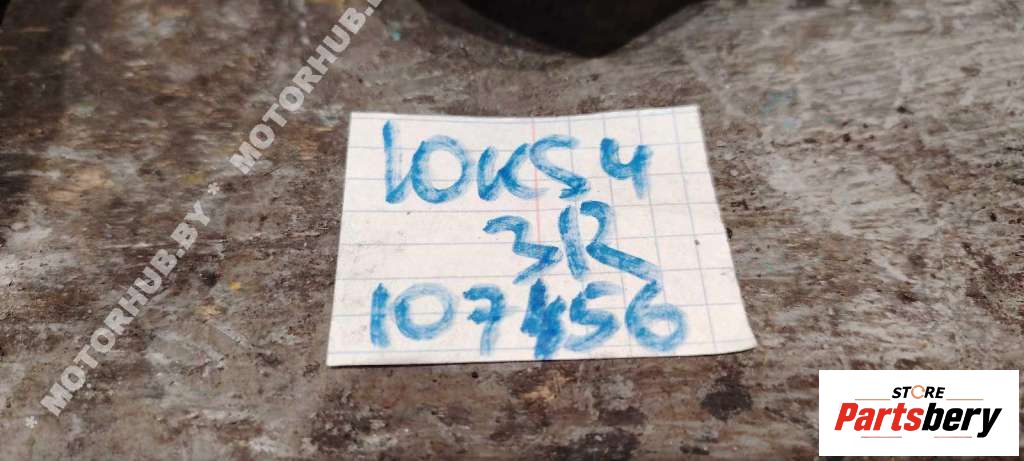 10KS4
3R
107456
* MOTORHUB.BY * MOTORHUB.BY
STORE
Partsbery